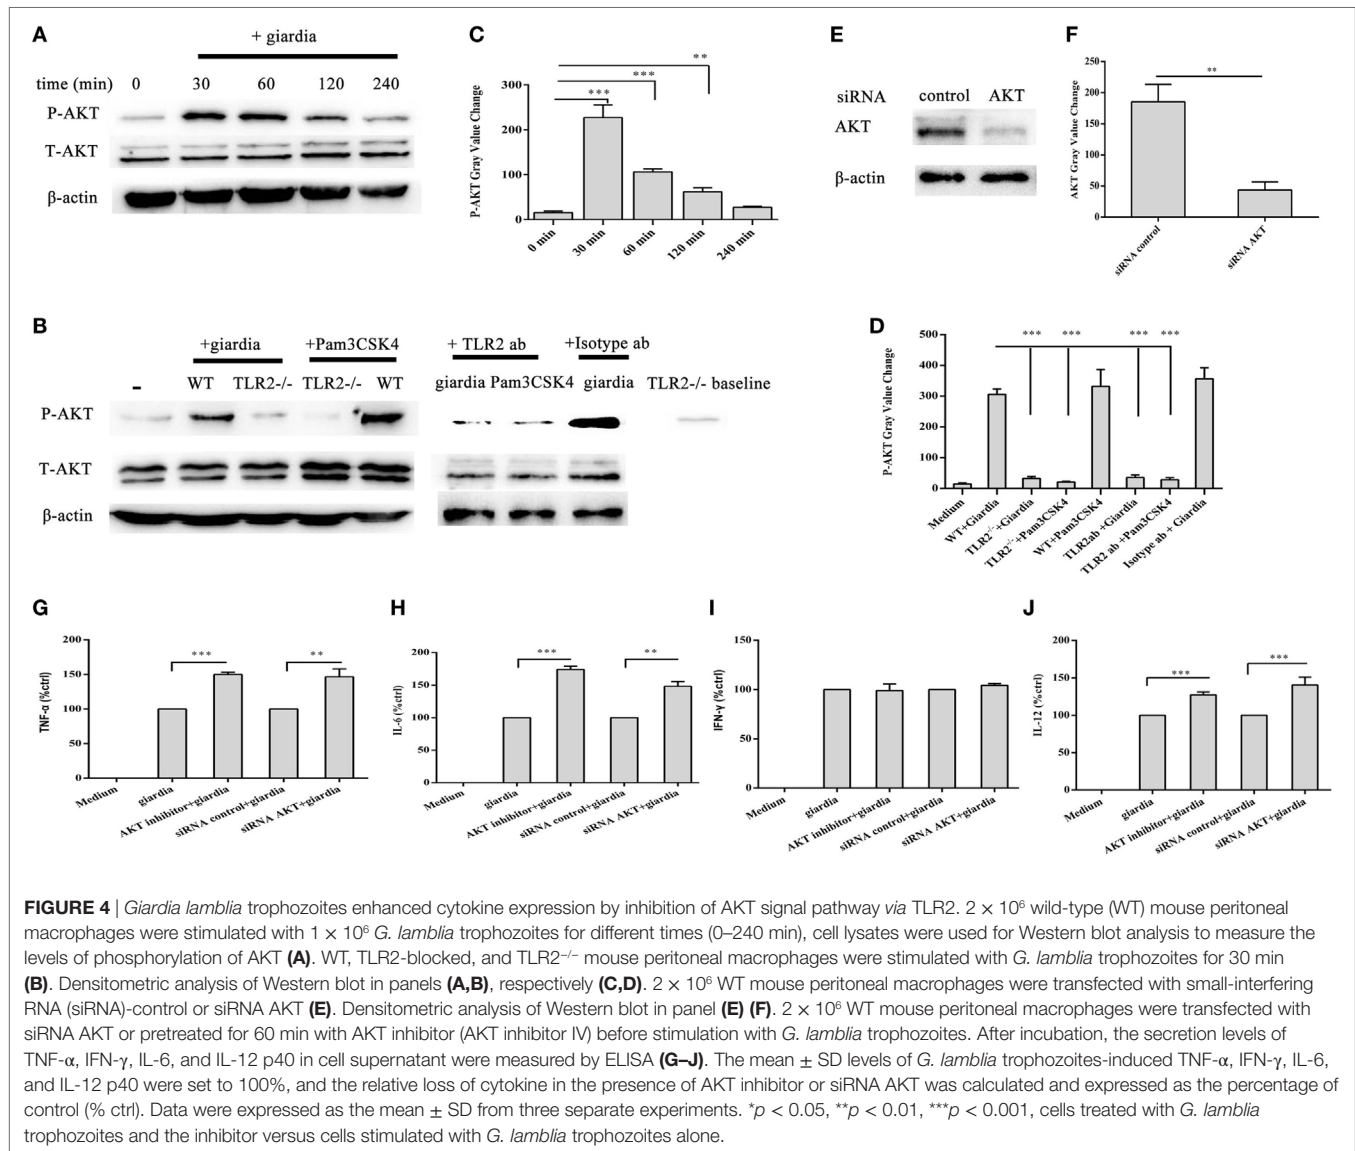 A
+ giardia
time (min) 0 30 60 120 240
P-AKT
T-AKT
β-actin
C
P-AKT Gray Value Change
300
200
100
0
***
***
**
0 min
30 min
60 min
120 min
240 min
E
siRNA control AKT
AKT
β-actin
F
AKT Gray Value Change
250
200
150
100
50
0
**
siRNA control
siRNA AKT
B
+giardia +Pam3CSK4 + TLR2 ab +Isotype ab
- WT TLR2-/- TLR2-/- WT giardia Pam3CSK4 giardia TLR2-/- baseline
P-AKT
T-AKT
β-actin
D
P-AKT Gray Value Change
500
400
300
200
100
0
*** *** *** ***
Medium
WT+Giardia
TLR2-/-+Giardia
TLR2-/-+Pam3CSK4
WT+Pam3CSK4
TLR2ab+Giardia
TLR2 ab +Pam3CSK4
Isotype ab + Giardia
G
TNF-α (%ctrl)
200
150
100
50
0
*** **
Medium
giardia
AKT inhibitor+giardia
siRNA control+giardia
siRNA AKT+giardia
H
IL-6 (%ctrl)
200
150
100
50
0
*** **
Medium
giardia
AKT inhibitor+giardia
siRNA control+giardia
siRNA AKT+giardia
I
IFN-γ (%ctrl)
150
100
50
0
Medium
giardia
AKT inhibitor+giardia
siRNA control+giardia
siRNA AKT+giardia
J
IL-12 (%ctrl)
200
150
100
50
0
*** ***
Medium
giardia
AKT inhibitor+giardia
siRNA control+giardia
siRNA AKT+giardia
FIGURE 4 | Giardia lamblia trophozoites enhanced cytokine expression by inhibition of AKT signal pathway via TLR2. 2 × 10⁶ wild-type (WT) mouse peritoneal
macrophages were stimulated with 1 × 10⁶ G. lamblia trophozoites for different times (0–240 min), cell lysates were used for Western blot analysis to measure the
levels of phosphorylation of AKT (A). WT, TLR2-blocked, and TLR2⁻/⁻ mouse peritoneal macrophages were stimulated with G. lamblia trophozoites for 30 min
(B). Densitometric analysis of Western blot in panels (A,B), respectively (C,D). 2 × 10⁶ WT mouse peritoneal macrophages were transfected with small-interfering
RNA (siRNA)-control or siRNA AKT (E). Densitometric analysis of Western blot in panel (E) (F). 2 × 10⁶ WT mouse peritoneal macrophages were transfected with
siRNA AKT or pretreated for 60 min with AKT inhibitor (AKT inhibitor IV) before stimulation with G. lamblia trophozoites. After incubation, the secretion levels of
TNF-α, IFN-γ, IL-6, and IL-12 p40 in cell supernatant were measured by ELISA (G–J). The mean ± SD levels of G. lamblia trophozoites-induced TNF-α, IFN-γ, IL-6,
and IL-12 p40 were set to 100%, and the relative loss of cytokine in the presence of AKT inhibitor or siRNA AKT was calculated and expressed as the percentage of
control (% ctrl). Data were expressed as the mean ± SD from three separate experiments. *p < 0.05, **p < 0.01, ***p < 0.001, cells treated with G. lamblia
trophozoites and the inhibitor versus cells stimulated with G. lamblia trophozoites alone.